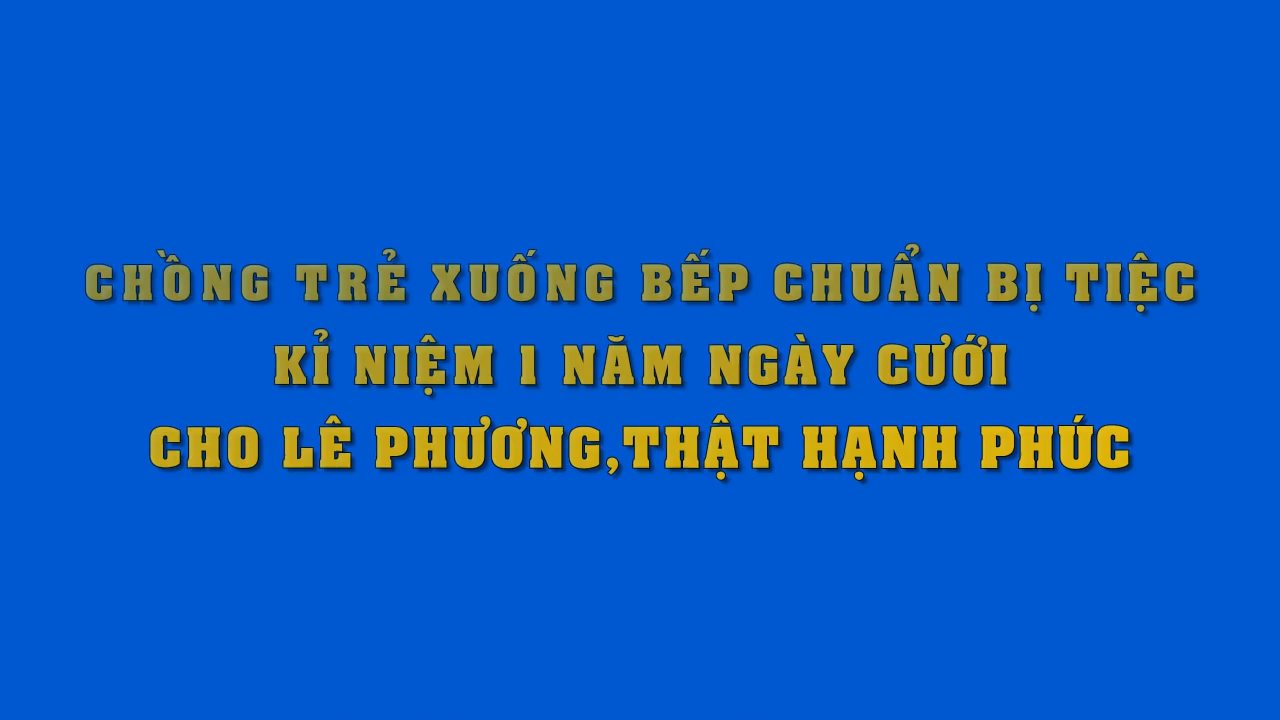 CHỒNG TRẺ XUỐNG BẾP CHUẨN BỊ TIỆC
KỈ NIỆM 1 NĂM NGÀY CƯỚI
CHO LÊ PHƯƠNG,THẬT HẠNH PHÚC